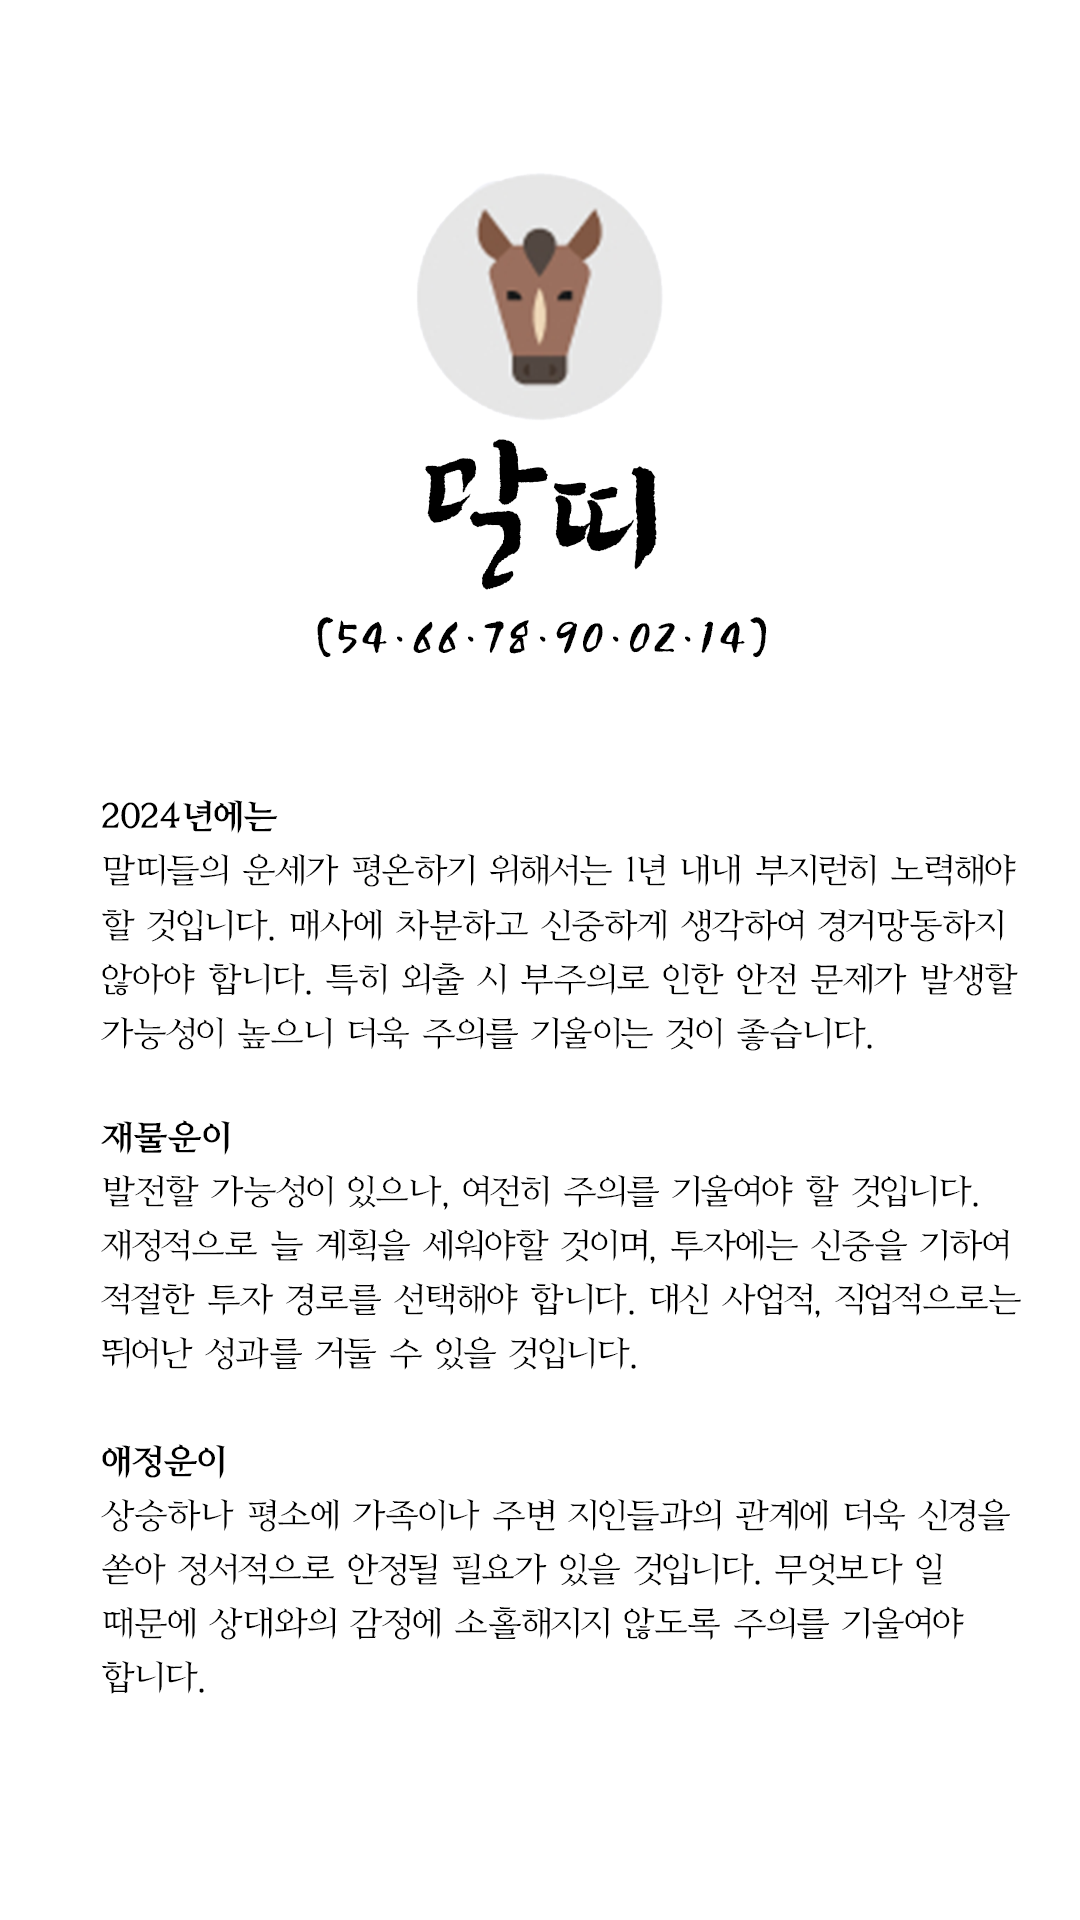 말띠
(54·66·78·90·02·14)
2024년에는
말띠들의 운세가 평온하기 위해서는 1년 내내 부지런히 노력해야
할 것입니다. 매사에 차분하고 신중하게 생각하여 경거망동하지
않아야 합니다. 특히 외출 시 부주의로 인한 안전 문제가 발생할
가능성이 높으니 더욱 주의를 기울이는 것이 좋습니다.
재물운이
발전할 가능성이 있으나, 여전히 주의를 기울여야 할 것입니다.
재정적으로 늘 계획을 세워야할 것이며, 투자에는 신중을 기하여
적절한 투자 경로를 선택해야 합니다. 대신 사업적, 직업적으로는
뛰어난 성과를 거둘 수 있을 것입니다.
애정운이
상승하나 평소에 가족이나 주변 지인들과의 관계에 더욱 신경을
쏟아 정서적으로 안정될 필요가 있을 것입니다. 무엇보다 일
때문에 상대와의 감정에 소홀해지지 않도록 주의를 기울여야
합니다.